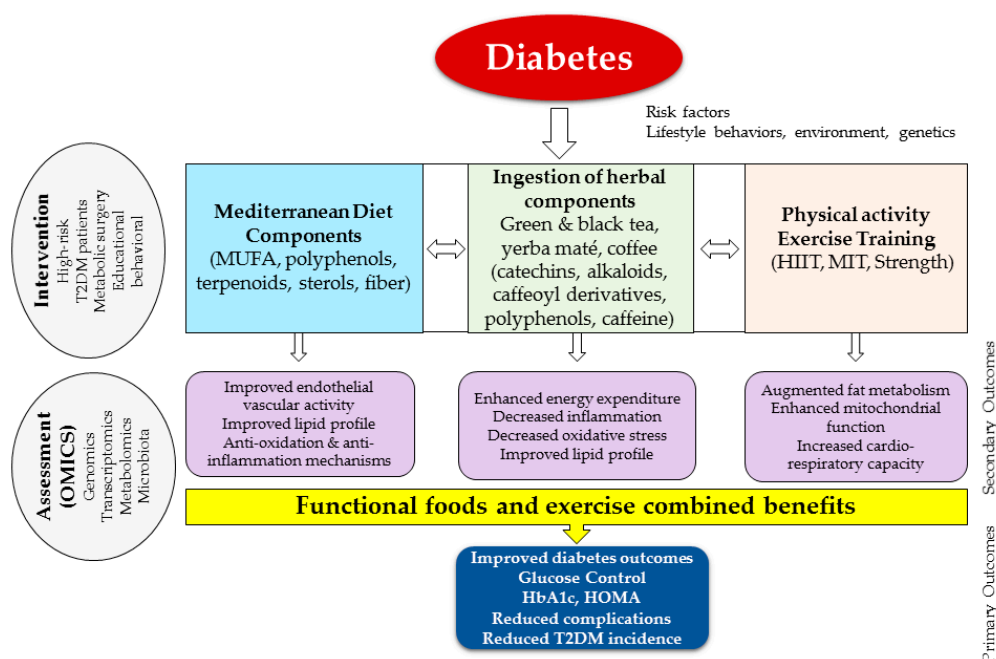 Diabetes
Risk factors
Lifestyle behaviors, environment, genetics
Intervention
High-risk
T2DM patients
Metabolic surgery
Educational
behavioral
Mediterranean Diet
Components
(MUFA, polyphenols,
terpenoids, sterols, fiber)
Ingestion of herbal
components
Green & black tea,
yerba maté, coffee
(catechins, alkaloids,
caffeoyl derivatives,
polyphenols, caffeine)
Physical activity
Exercise Training
(HIIT, MIT, Strength)
Assessment
(OMICS)
Genomics
Transcriptomics
Metabolomics
Microbiota
Improved endothelial
vascular activity
Improved lipid profile
Anti-oxidation & anti-
inflammation mechanisms
Enhanced energy expenditure
Decreased inflammation
Decreased oxidative stress
Improved lipid profile
Augmented fat metabolism
Enhanced mitochondrial
function
Increased cardio-
respiratory capacity
Secondary Outcomes
Functional foods and exercise combined benefits
Improved diabetes outcomes
Glucose Control
HbA1c, HOMA
Reduced complications
Reduced T2DM incidence
Primary Outcomes